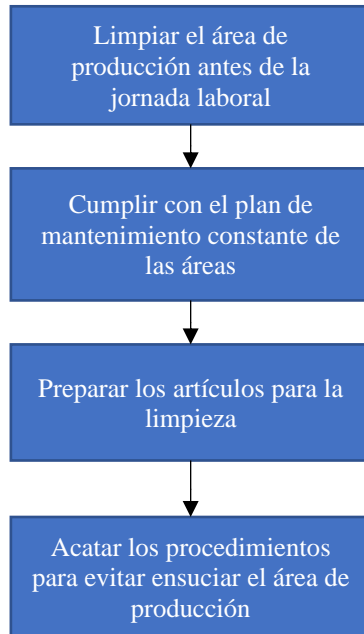 Limpiar el área de
producción antes de la
jornada laboral
Cumplir con el plan de
mantenimiento constante de
las áreas
Preparar los artículos para la
limpieza
Acatar los procedimientos
para evitar ensuciar el área de
producción